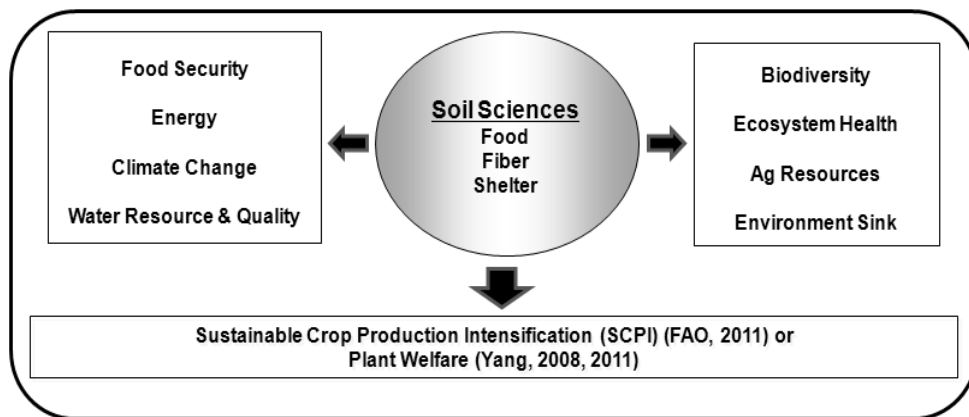 Food Security
Energy
Climate Change
Water Resource & Quality
Soil Sciences
Food
Fiber
Shelter
Biodiversity
Ecosystem Health
Ag Resources
Environment Sink
Sustainable Crop Production Intensification (SCPI) (FAO, 2011) or
Plant Welfare (Yang, 2008, 2011)